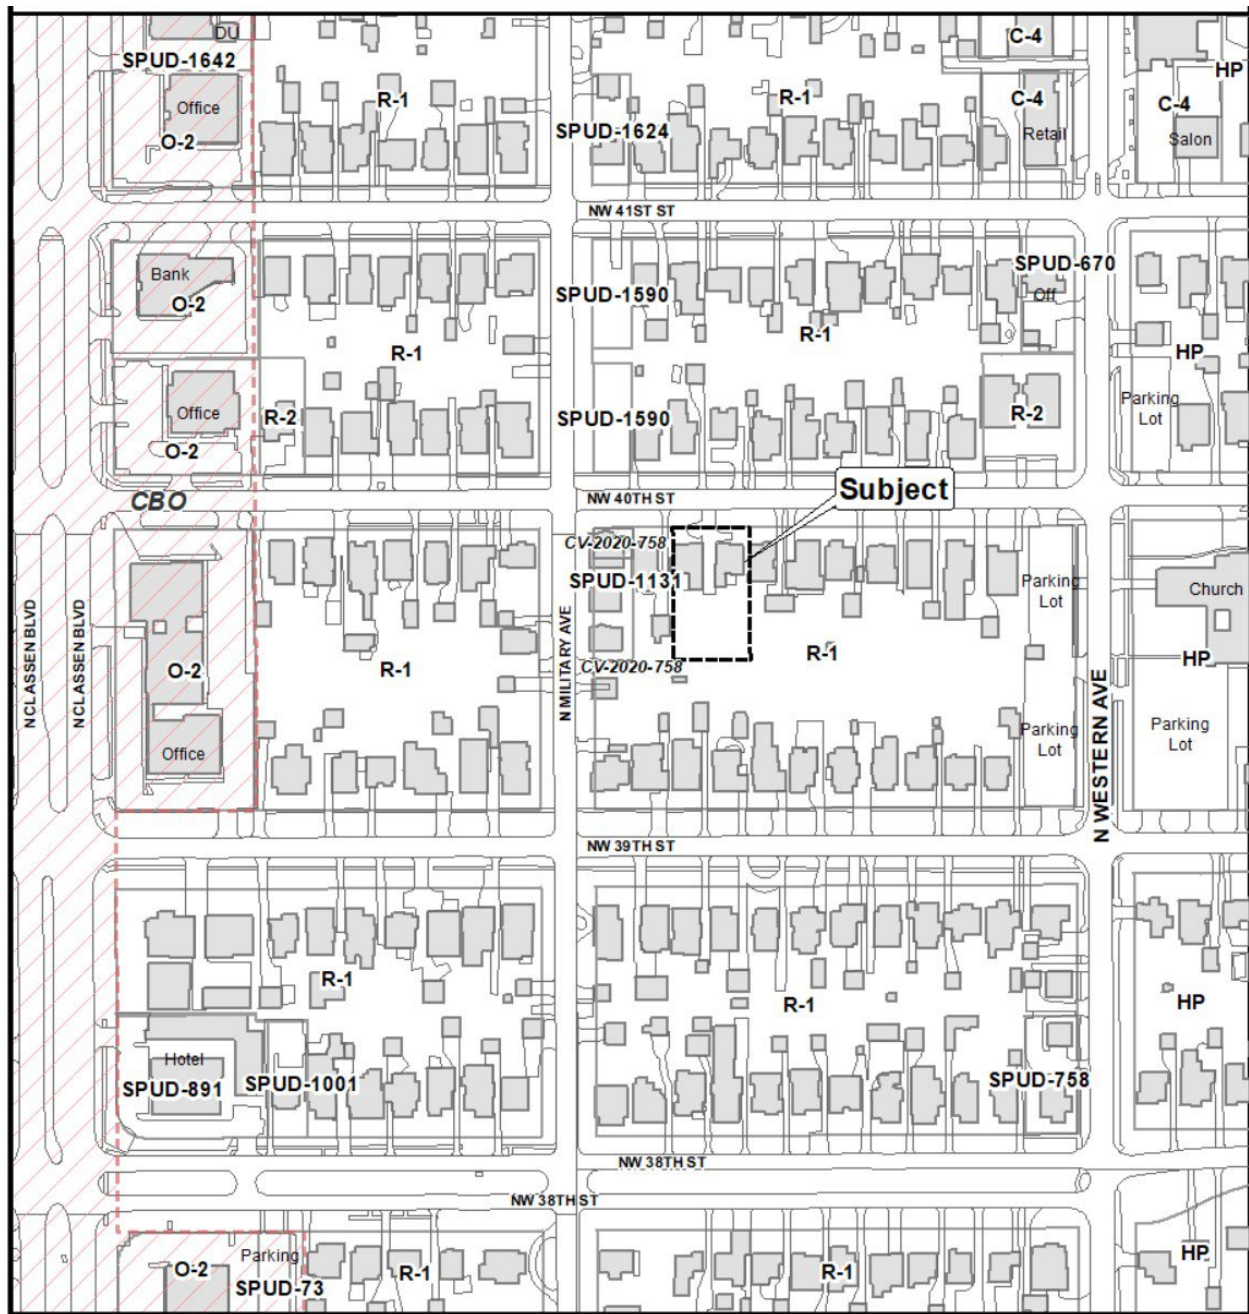 DU
C-4
SPUD-1642
HP
Office
R-1
R-1
C-4
C-4
O-2
SPUD-1624
Retail
Salon
NW 41ST ST
Bank
O-2
SPUD-1590
SPUD-670
Off
R-1
R-1
HP
Office
R-2
SPUD-1590
R-2
Parking
Lot
O-2
CBO
NW 40TH ST
Subject
CV-2020-758
SPUD-1131
Parking
Lot
Church
N CLASSEN BLVD
N CLASSEN BLVD
O-2
R-1
N MILITARY AVE
CV-2020-758
R-1
HP
Office
Parking
Lot
N WESTERN AVE
Parking
Lot
NW 39TH ST
R-1
R-1
HP
Hotel
SPUD-891
SPUD-1001
SPUD-758
NW 38TH ST
NW 38TH ST
Parking
O-2
SPUD-73
R-1
R-1
HP